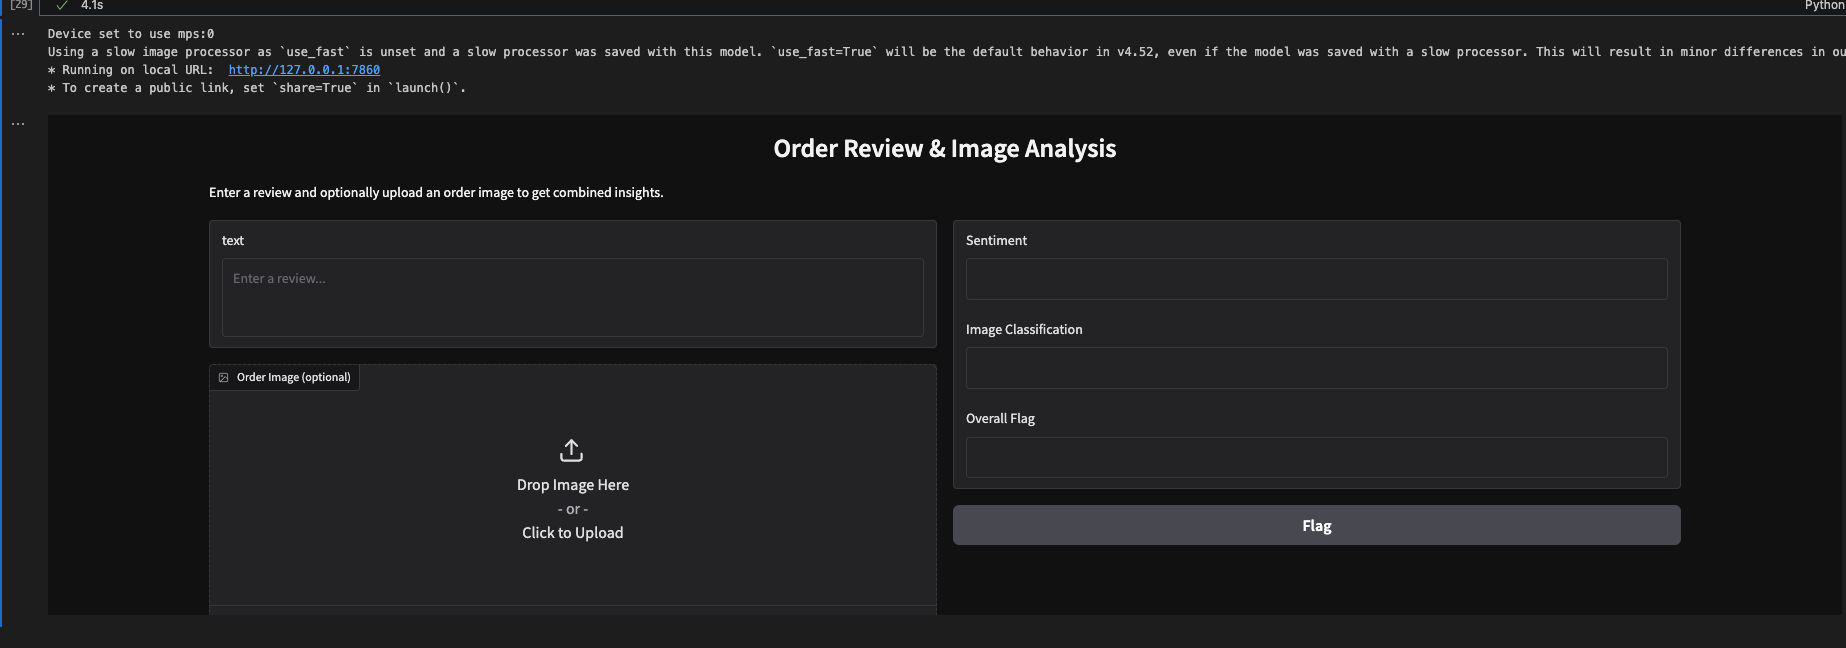 [29]
4.1s
Python
Device set to use mps:0
Using a slow image processor as `use_fast` is unset and a slow processor was saved with this model. `use_fast=True` will be the default behavior in v4.52, even if the model was saved with a slow processor. This will result in minor differences in
* Running on local URL:  http://127.0.0.1:7860
* To create a public link, set `share=True` in `launch()`.
Order Review & Image Analysis
Enter a review and optionally upload an order image to get combined insights.
text
Enter a review...
Order Image (optional)
Drop Image Here
- or -
Click to Upload
Sentiment
Image Classification
Overall Flag
Flag